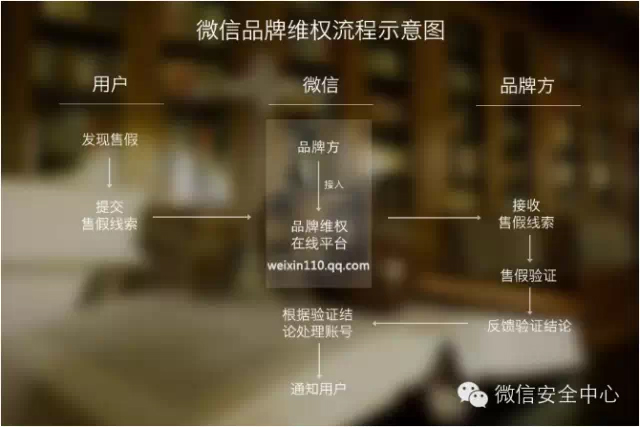 微信品牌维权流程示意图
用户
微信
品牌方
发现售假
提交
售假线索
品牌方
接入
品牌维权
在线平台
weixin110.qq.com
接收
售假线索
售假验证
反馈验证结论
根据验证结
论处理账号
通知用户
微信安全中心